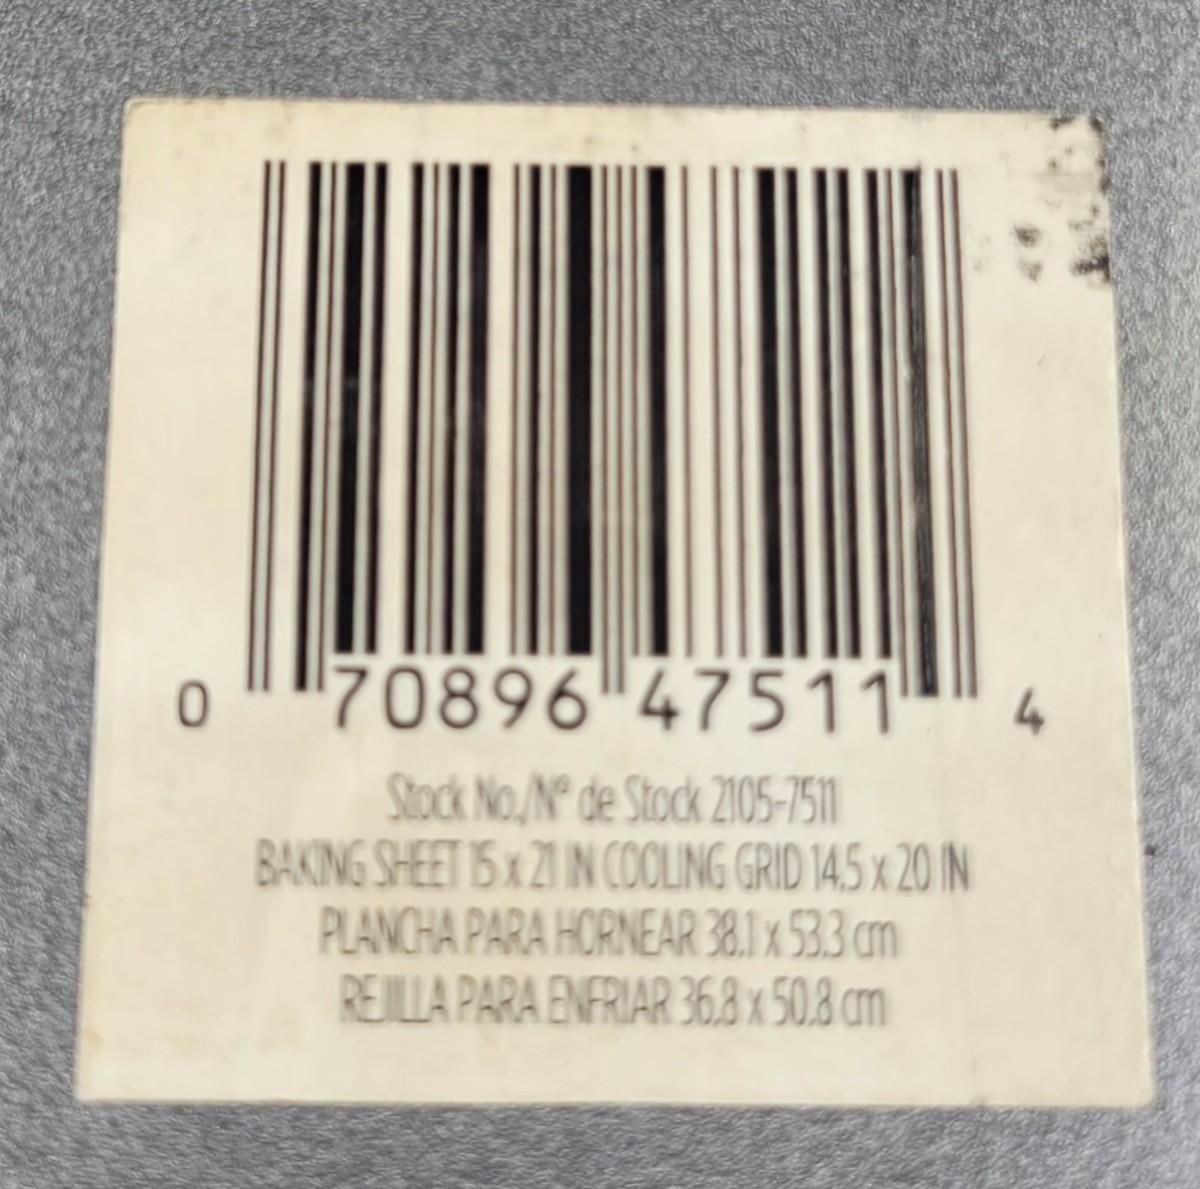 0 70896 47511 4
Stock No./Nº de Stock 2105-7511
BAKING SHEET 15 x 21 IN COOLING GRID 14.5 x 20 IN
PLANCHA PARA HORNEAR 38.1 x 53.3 cm
REJILLA PARA ENFRIAR 36.8 x 50.8 cm